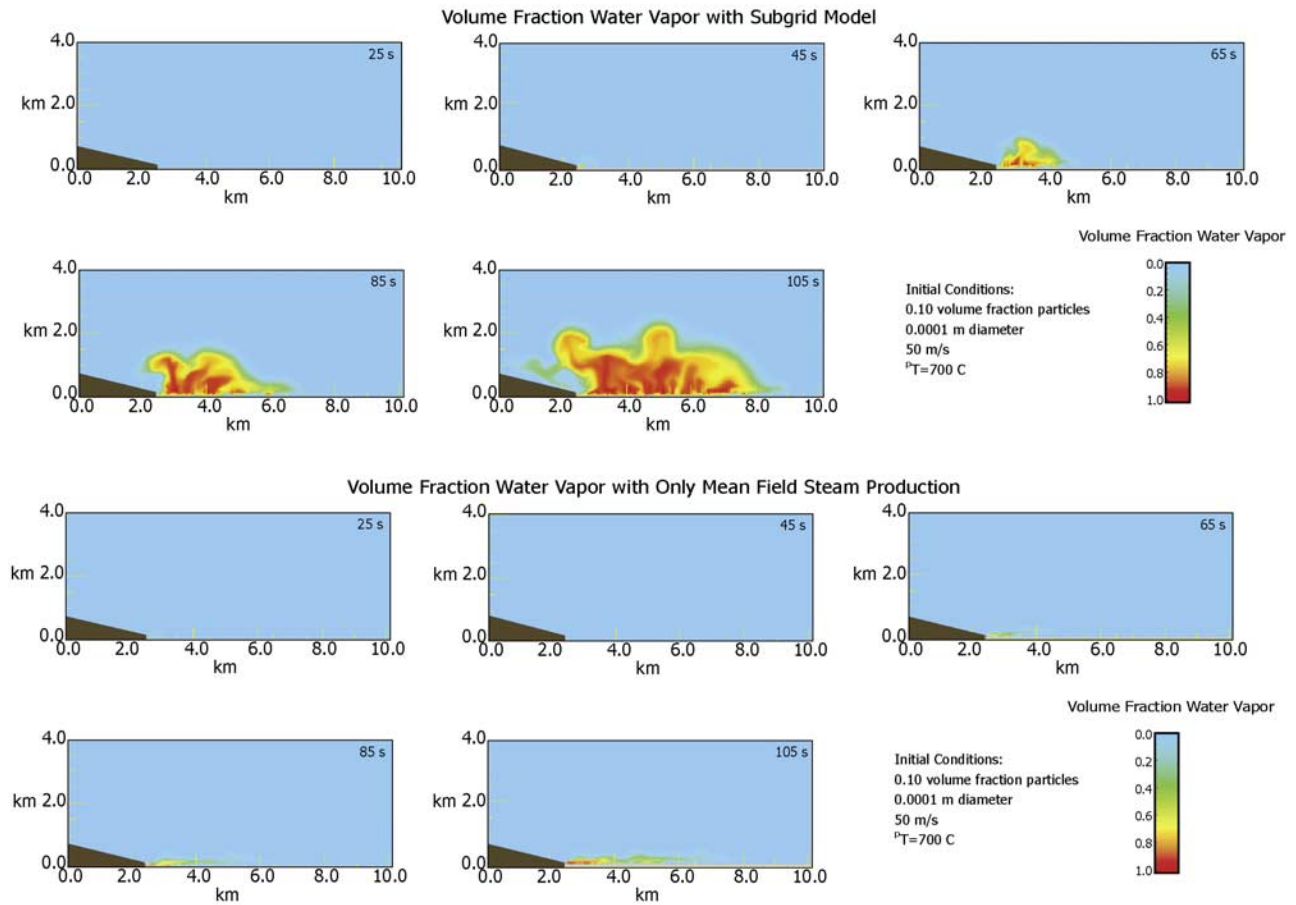 Volume Fraction Water Vapor with Subgrid Model
4.0
25 s
km 2.0
0.0
0.0 2.0 4.0 6.0 8.0 10.0
km
4.0
45 s
km 2.0
0.0
0.0 2.0 4.0 6.0 8.0 10.0
km
4.0
65 s
km 2.0
0.0
0.0 2.0 4.0 6.0 8.0 10.0
km
4.0
85 s
km 2.0
0.0
0.0 2.0 4.0 6.0 8.0 10.0
km
4.0
105 s
km 2.0
0.0
0.0 2.0 4.0 6.0 8.0 10.0
km
Initial Conditions:
0.10 volume fraction particles
0.0001 m diameter
50 m/s
PT=700 C
Volume Fraction Water Vapor
0.0
0.2
0.4
0.6
0.8
1.0
Volume Fraction Water Vapor with Only Mean Field Steam Production
4.0
25 s
km 2.0
0.0
0.0 2.0 4.0 6.0 8.0 10.0
km
4.0
45 s
km 2.0
0.0
0.0 2.0 4.0 6.0 8.0 10.0
km
4.0
65 s
km 2.0
0.0
0.0 2.0 4.0 6.0 8.0 10.0
km
4.0
85 s
km 2.0
0.0
0.0 2.0 4.0 6.0 8.0 10.0
km
4.0
105 s
km 2.0
0.0
0.0 2.0 4.0 6.0 8.0 10.0
km
Initial Conditions:
0.10 volume fraction particles
0.0001 m diameter
50 m/s
PT=700 C
Volume Fraction Water Vapor
0.0
0.2
0.4
0.6
0.8
1.0